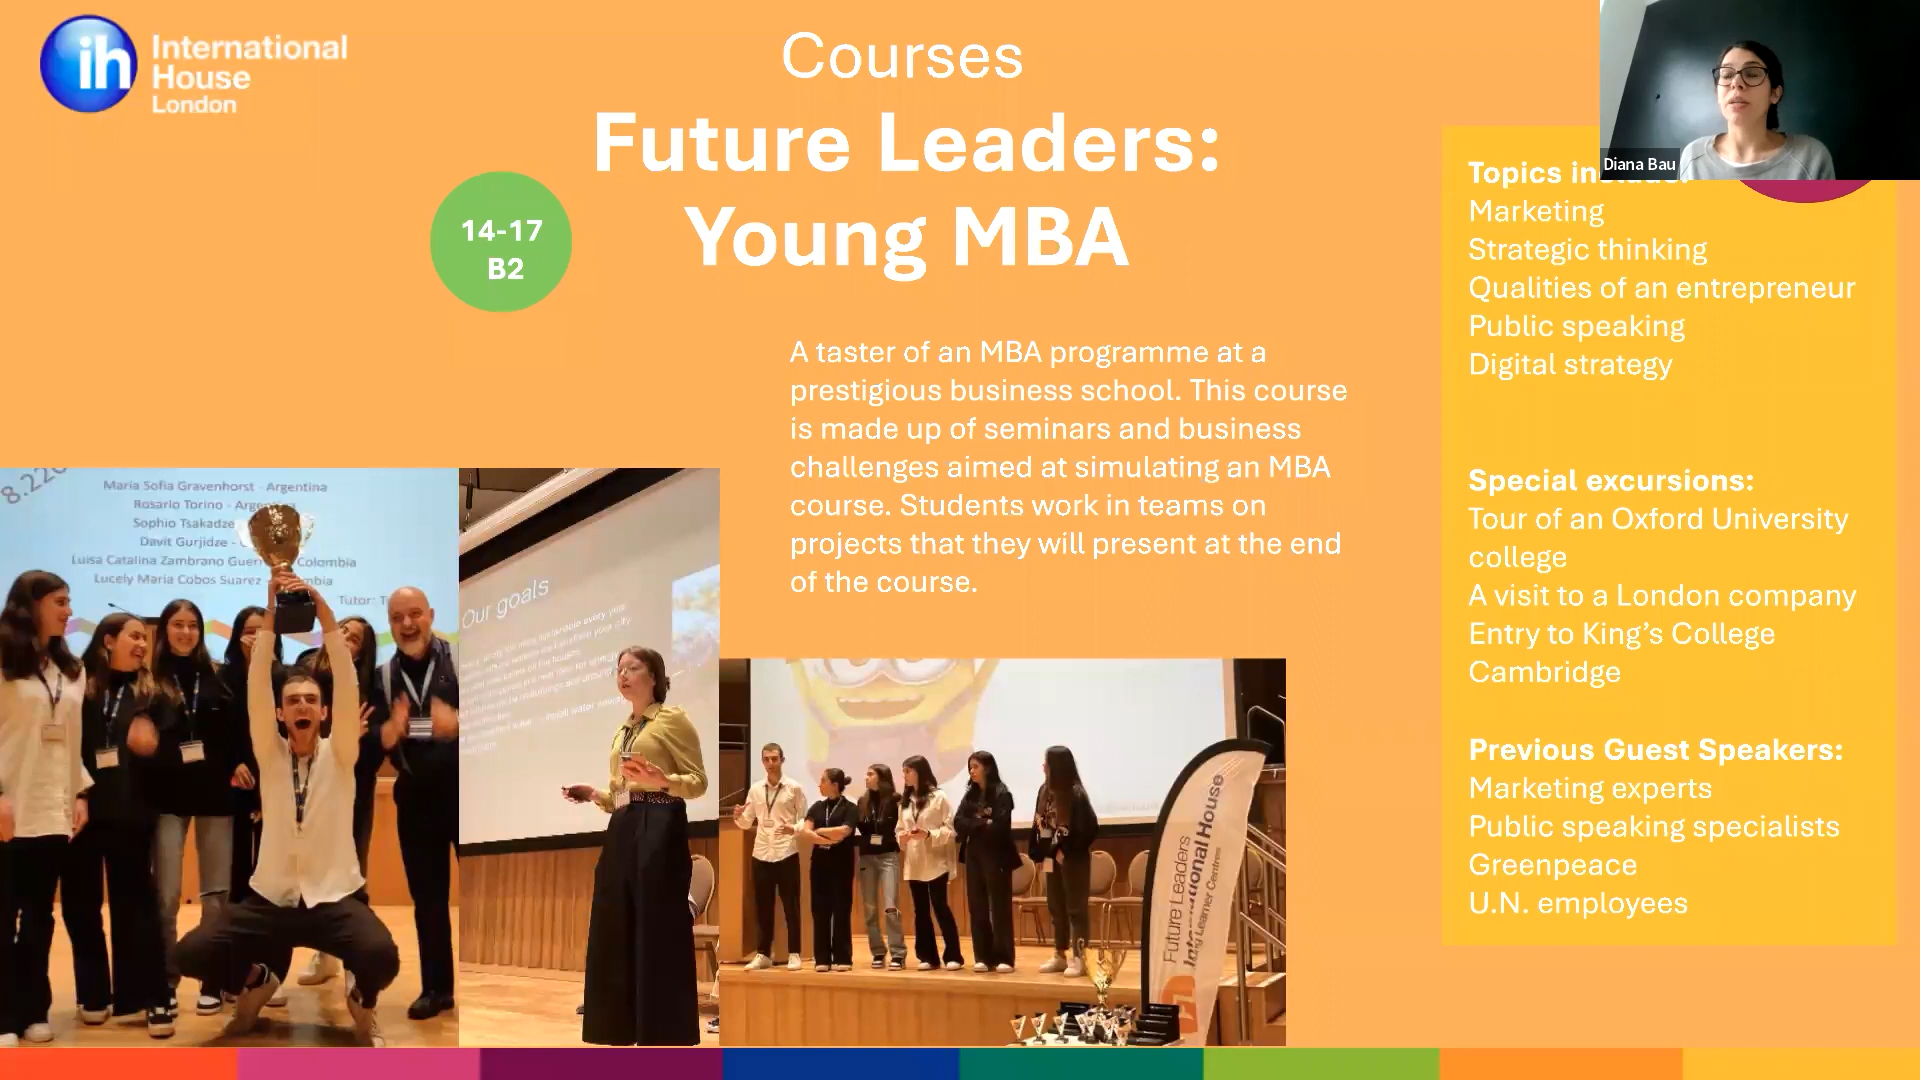 ih International
House
London
Courses
Future Leaders:
Young MBA
14-17
B2
A taster of an MBA programme at a
prestigious business school. This course
is made up of seminars and business
challenges aimed at simulating an MBA
course. Students work in teams on
projects that they will present at the end
of the course.
Diana Bau
Topics
Marketing
Strategic thinking
Qualities of an entrepreneur
Public speaking
Digital strategy
Special excursions:
Tour of an Oxford University
college
A visit to a London company
Entry to King’s College
Cambridge
Previous Guest Speakers:
Marketing experts
Public speaking specialists
Greenpeace
U.N. employees
Maria Sofia Gravenhorst - Argentina
Rosario Torino -
Sophio Tsakadze
Davit Gurjidze -
Luisa Catalina Zambrano Colombia
Lucely Maria Cobos Suarez
Tutor:
Our goals
Future Leaders
International House
Young Learner Centres